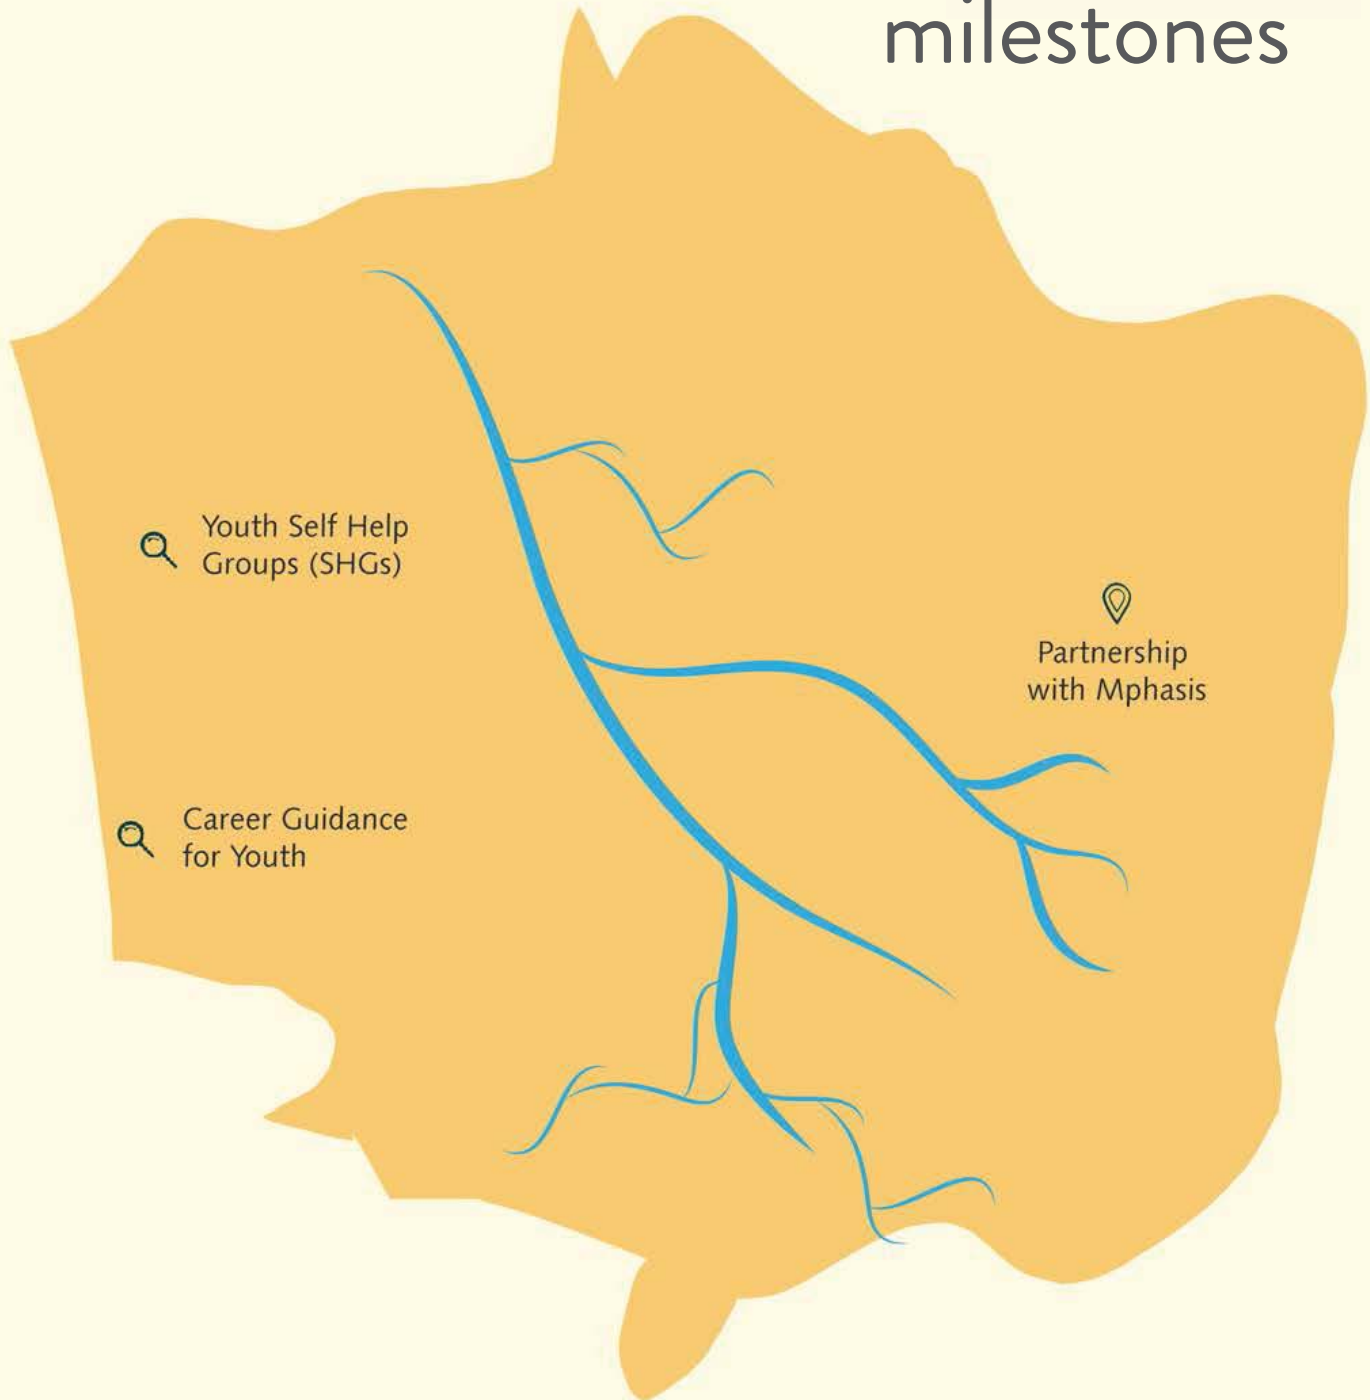 milestones
Youth Self Help
Groups (SHGs)
Partnership
with Mphasis
Career Guidance
for Youth